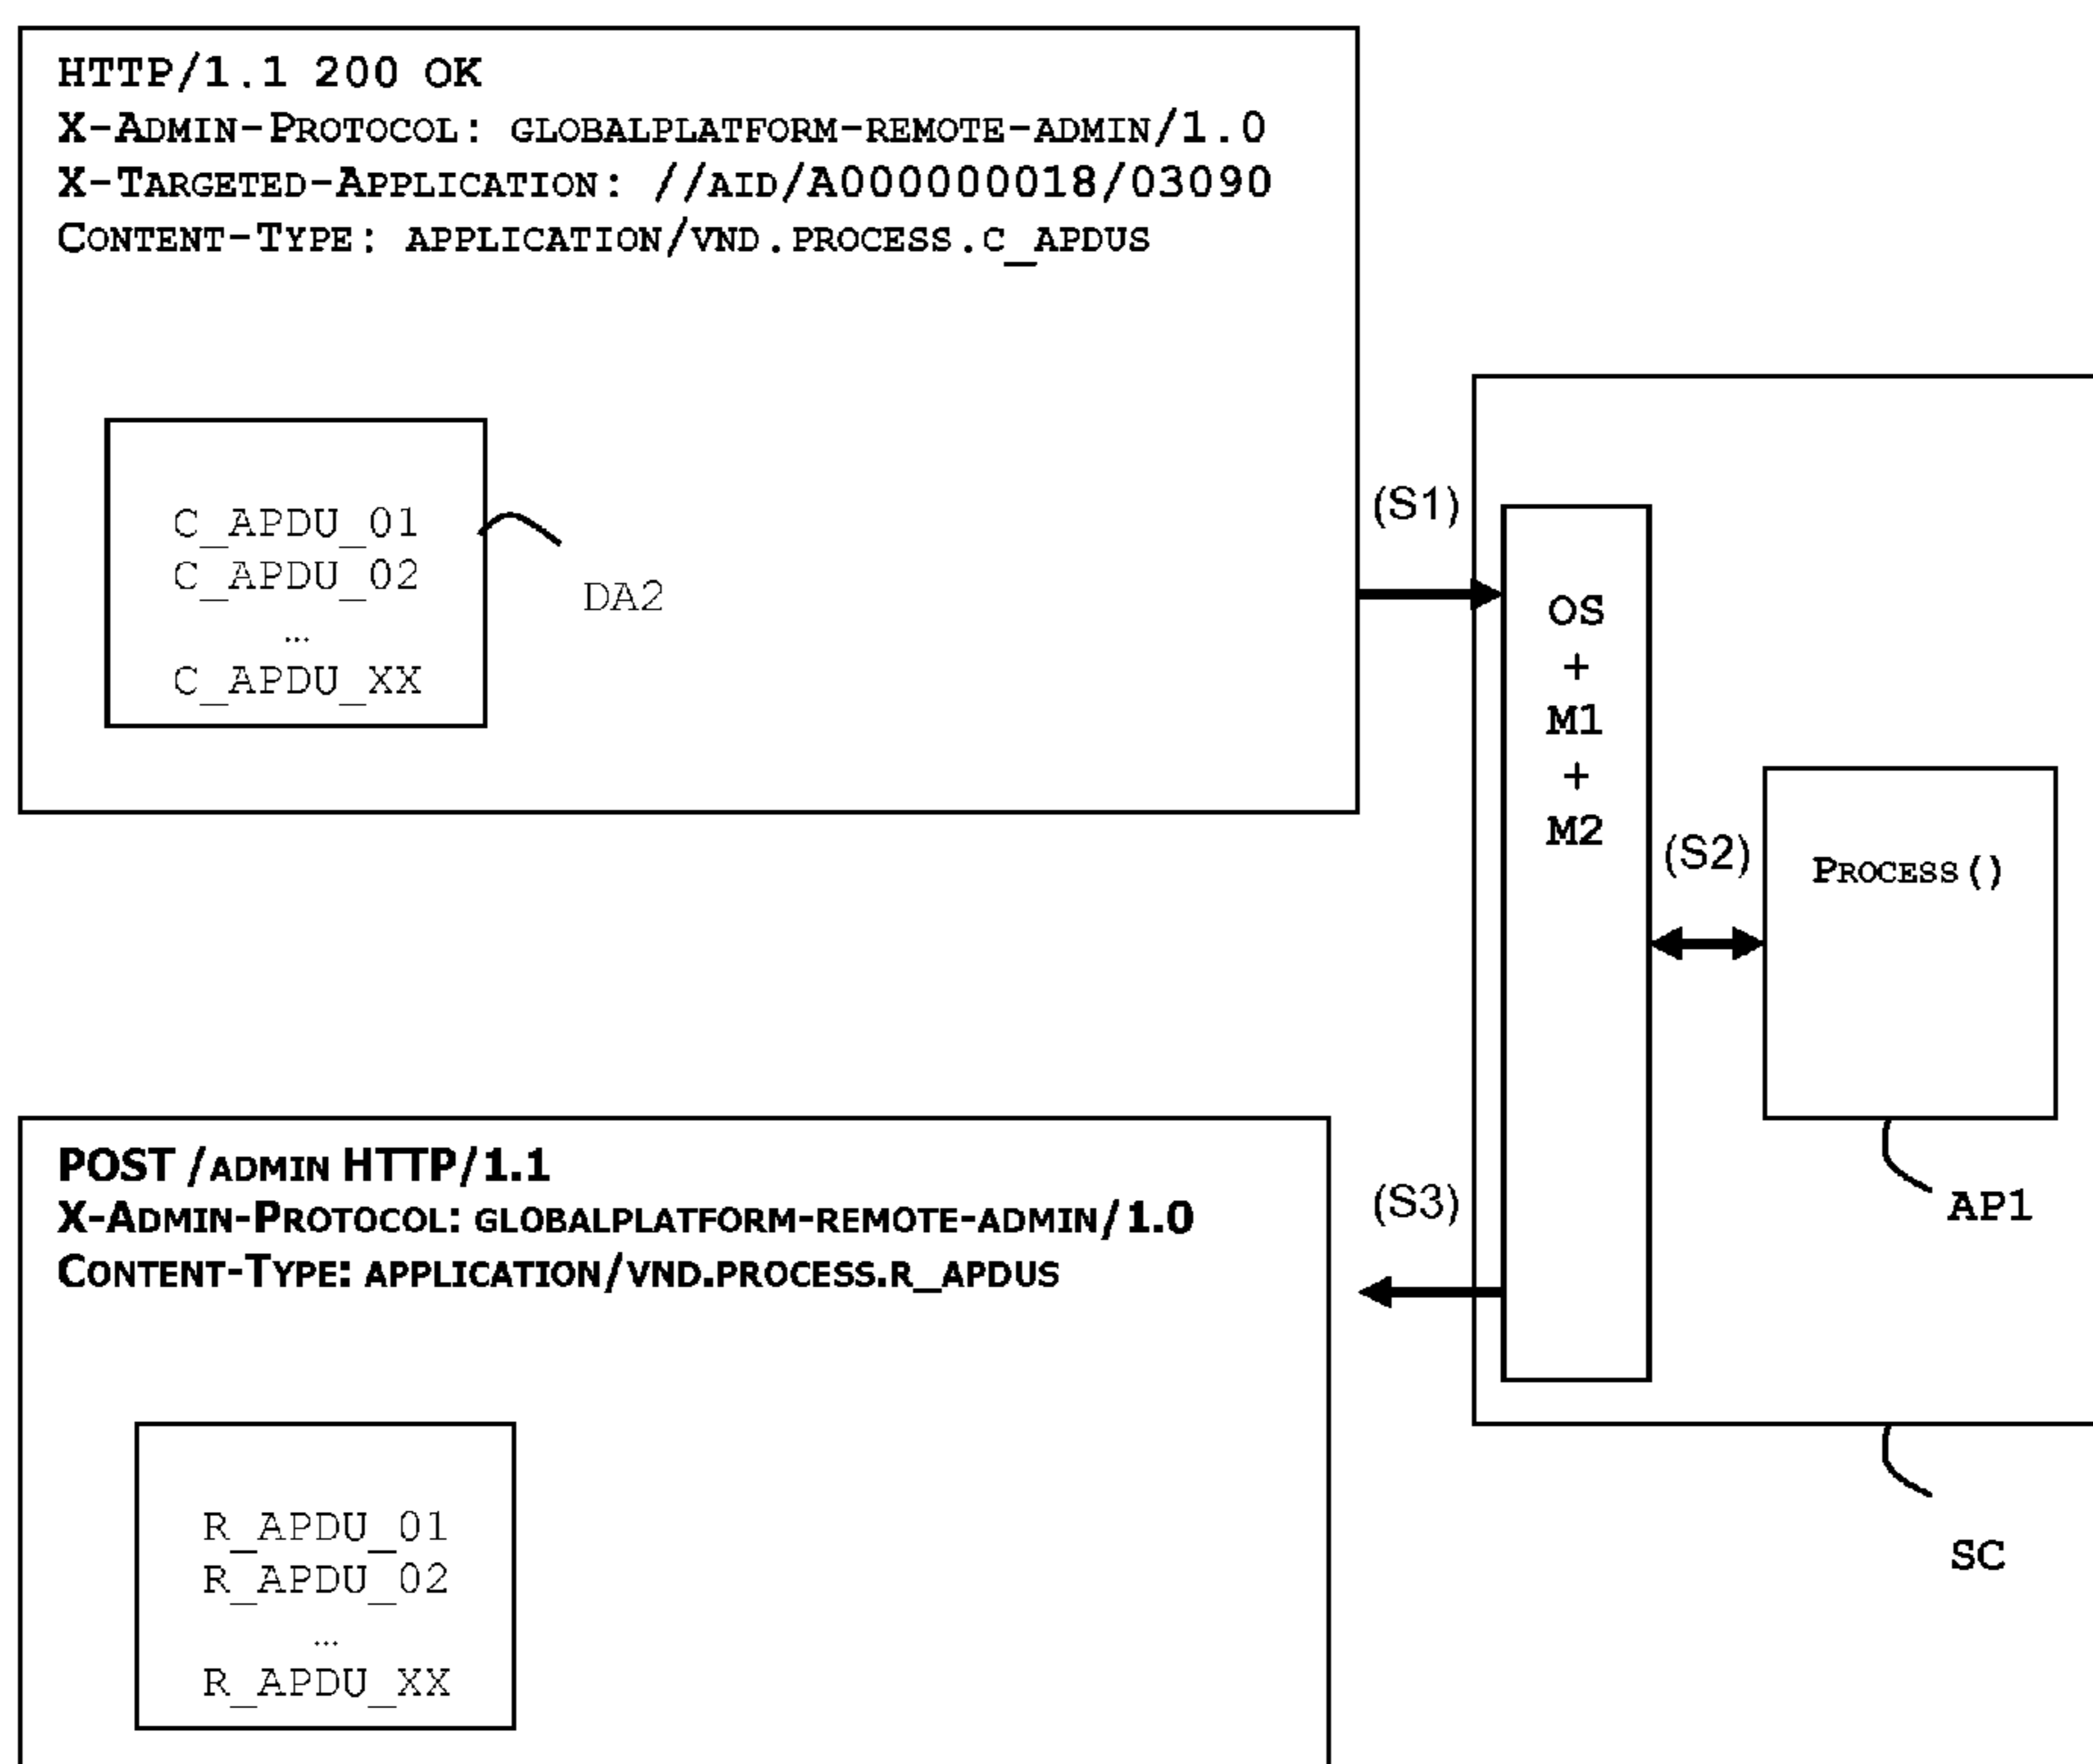 HTTP/1.1 200 OK
X-Admin-Protocol: globalplatform-remote-admin/1.0
X-Targeted-Application: //aid/A000000018/03090
Content-Type: application/vnd.process.c_apdus
C_APDU_01
C_APDU_02
…
C_APDU_XX
DA2
(S1)
OS
+
M1
+
M2
(S2)
Process()
AP1
(S3)
SC
POST /admin HTTP/1.1
X-Admin-Protocol: globalplatform-remote-admin/1.0
Content-Type: application/vnd.process.r_apdus
R_APDU_01
R_APDU_02
…
R_APDU_XX